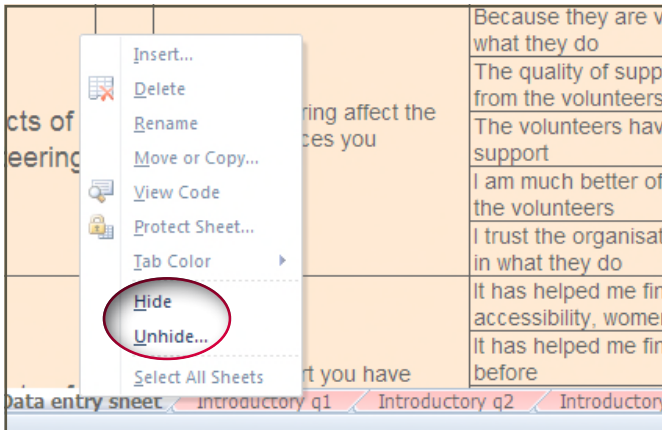 Insert...
Delete
Rename
Move or Copy...
View Code
Protect Sheet...
Tab Color
Hide
Unhide...
Select All Sheets
cts of
eering
ring affect the
ces you
rt you have
Because they are v
what they do
The quality of supp
from the volunteers
The volunteers hav
support
I am much better of
the volunteers
I trust the organisat
in what they do
It has helped me fin
accessibility, women
It has helped me fin
before
Data entry sheet
Introductory q1
Introductory q2
Introductory